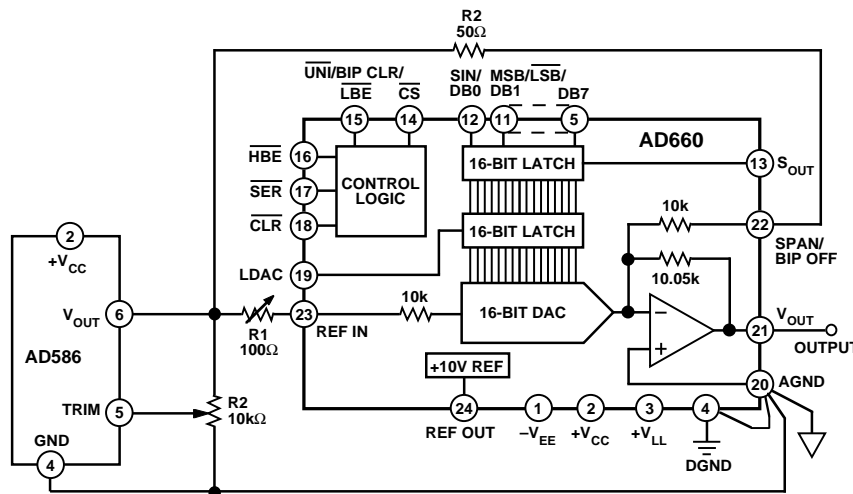 R2
50Ω
UNI/BIP CLR/
LBE
CS
SIN/
DB0
MSB/LSB/
DB1
DB7
15
14
12
11
5
AD660
HBE
16
SER
17
CLR
18
CONTROL
LOGIC
16-BIT LATCH
13
SOUT
10k
22
SPAN/
BIP OFF
16-BIT LATCH
10.05k
LDAC
19
2
+VCC
VOUT
6
R1
100Ω
23
REF IN
10k
16-BIT DAC
−
+
21
VOUT
OUTPUT
AD586
+10V REF
20
AGND
TRIM
5
R2
10kΩ
24
1
2
3
4
REF OUT
−VEE
+VCC
+VLL
DGND
GND
4